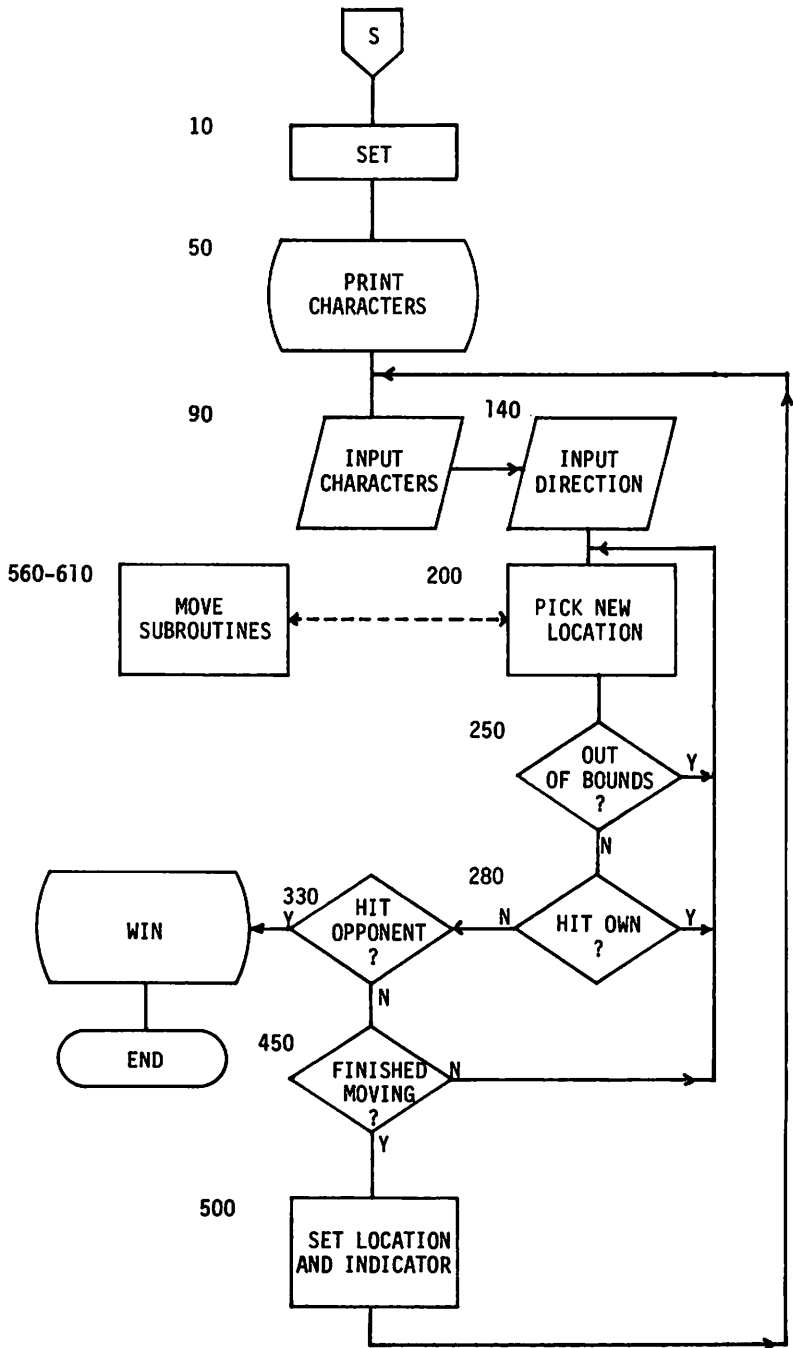 S
10
SET
50
PRINT
CHARACTERS
90
INPUT
CHARACTERS
140
INPUT
DIRECTION
560-610
MOVE
SUBROUTINES
200
PICK NEW
LOCATION
250
OUT
OF BOUNDS
?
Y
N
280
HIT OWN
?
Y
N
330
HIT
OPPONENT
?
Y
N
WIN
END
450
FINISHED
MOVING
?
N
Y
500
SET LOCATION
AND INDICATOR